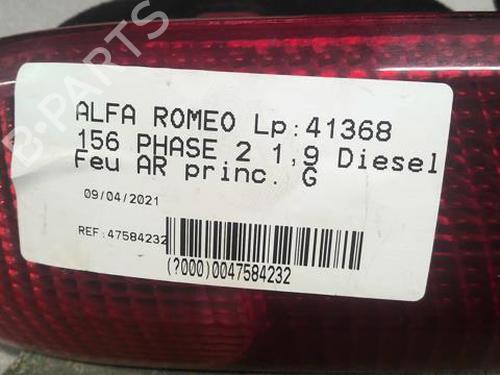 B-PARTS
ALFA ROMEO Lp:41368
156 PHASE 2 1,9 Diesel
Feu AR princ. G
09/04/2021
REF:47584232
(?000)0047584232